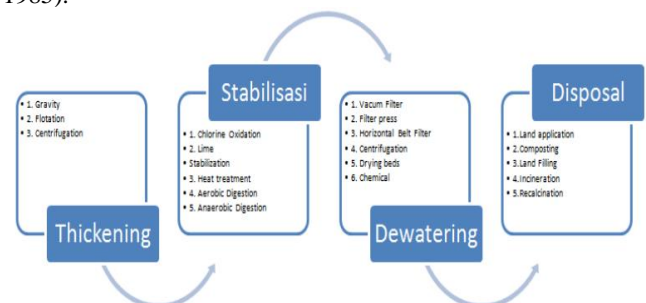 1985).
• 1. Gravity
• 2. Flotation
• 3. Centrifugation
Thickening
Stabilisasi
• 1. Chlorine Oxidation
• 2. Lime
Stabilization
• 3. Heat treatment
• 4. Aerobic Digestion
• 5. Anaerobic Digestion
• 1. Vacum Filter
• 2. Filter press
• 3. Horizontal Belt Filter
• 4. Centrifugation
• 5. Drying beds
• 6. Chemical
Dewatering
Disposal
• 1.Land application
• 2.Composting
• 3.Land Filling
• 4.Incineration
• 5.Recalcination